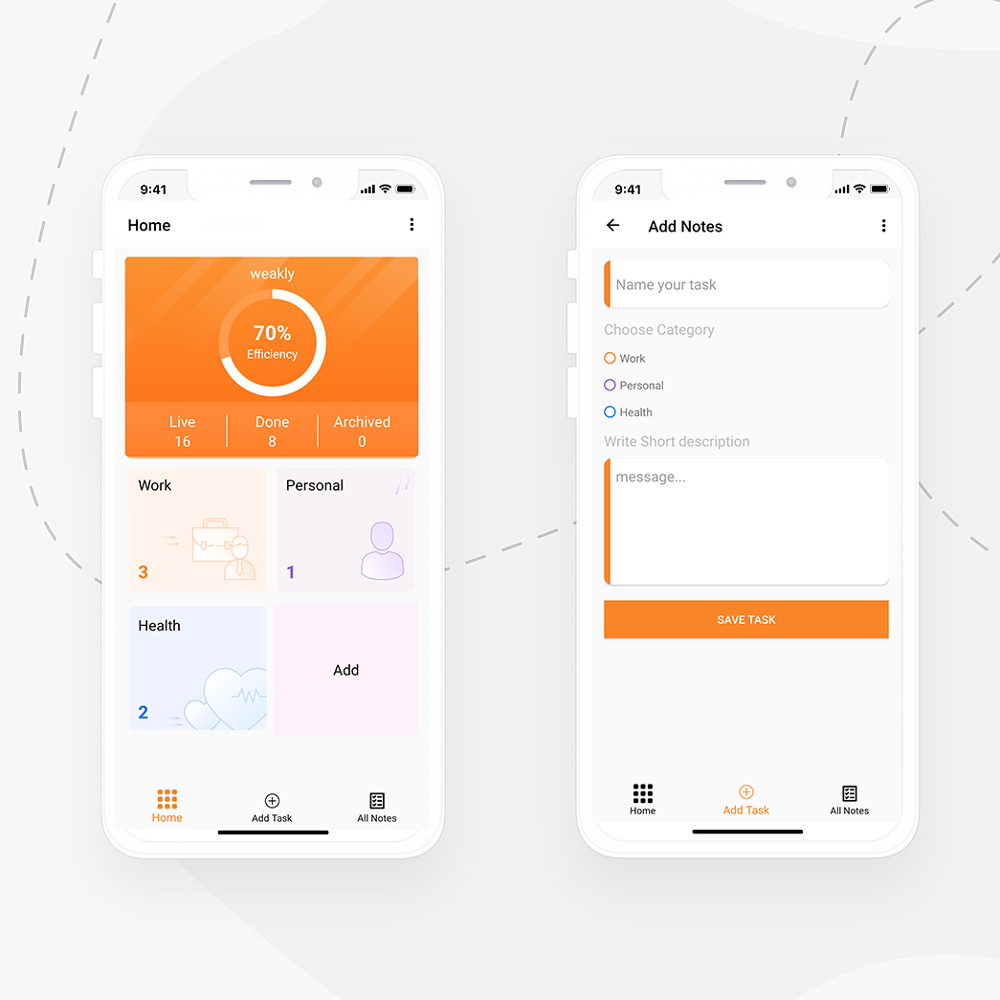 9:41
Home
weakly
70%
Efficiency
Live Done Archived
16 8 0
Work Personal
3 1
Health
Add
2
Home Add Task All Notes
9:41
Add Notes
Name your task
Choose Category
Work
Personal
Health
Write Short description
message...
SAVE TASK
Home Add Task All Notes